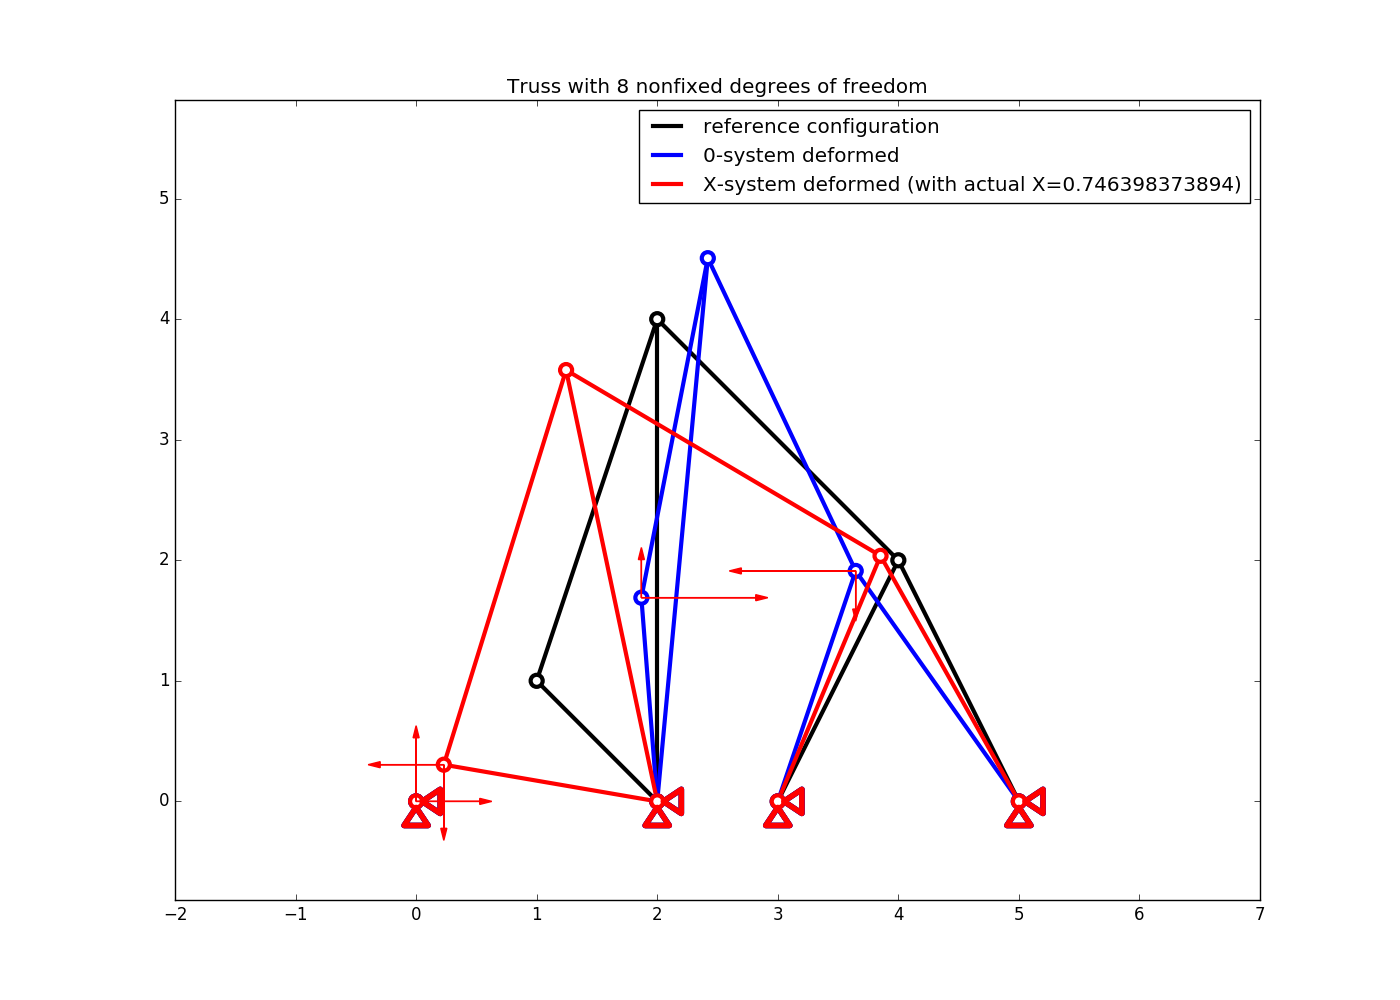 Truss with 8 nonfixed degrees of freedom
reference configuration
0-system deformed
X-system deformed (with actual X=0.746398373894)
5
4
3
2
1
0
−2 −1 0 1 2 3 4 5 6 7